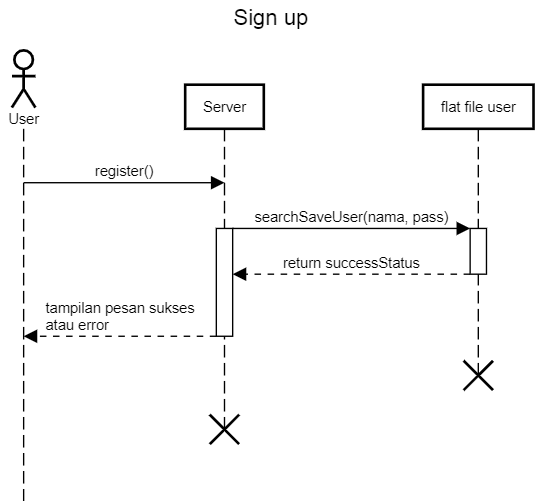 Sign up
User
Server
flat file user
register()
searchSaveUser(nama, pass)
return successStatus
tampilan pesan sukses
atau error